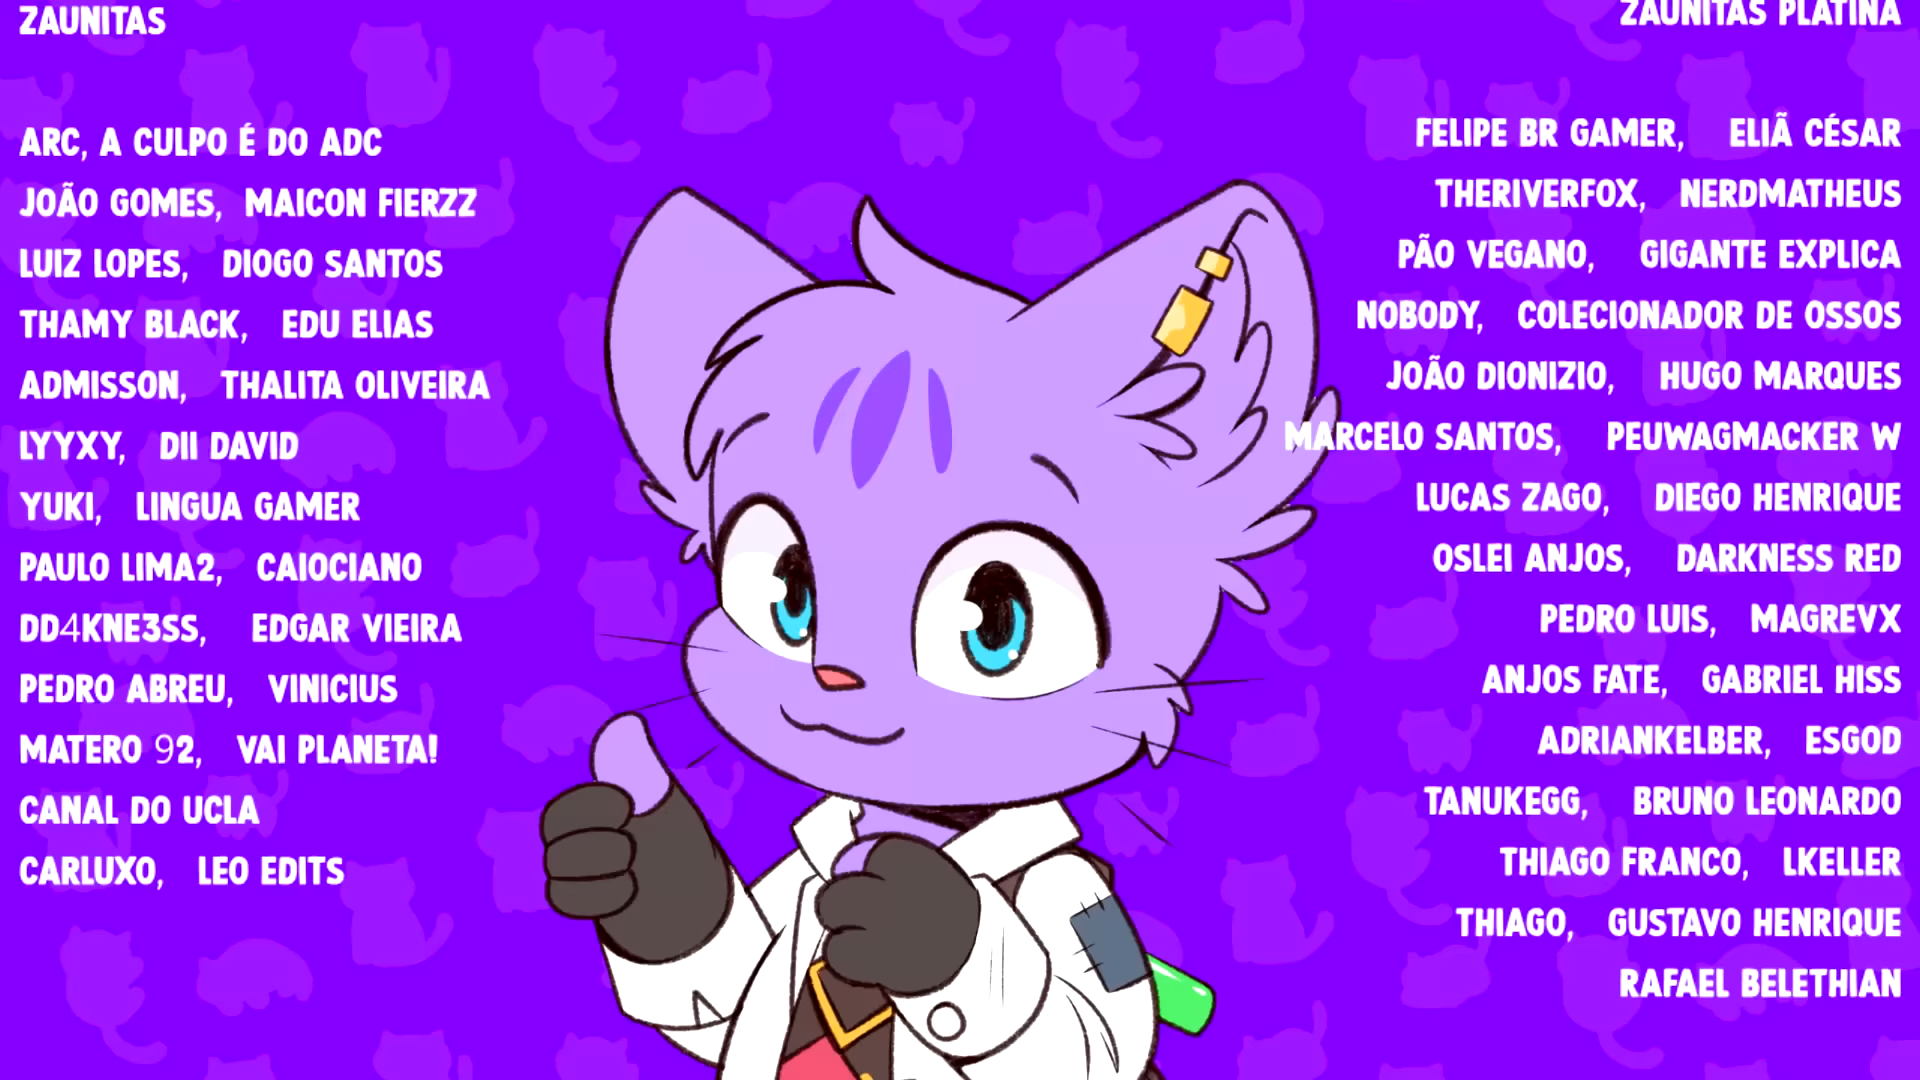 ZAUNITAS
ARC, A CULPO É DO ADC
JOÃO GOMES, MAICON FIERZZ
LUIZ LOPES, DIOGO SANTOS
THAMY BLACK, EDU ELIAS
ADMISSON, THALITA OLIVEIRA
LYYXY, DII DAVID
YUKI, LINGUA GAMER
PAULO LIMA2, CAIOCIANO
DD4KNE3SS, EDGAR VIEIRA
PEDRO ABREU, VINICIUS
MATERO 92, VAI PLANETA!
CANAL DO UCLA
CARLUXO, LEO EDITS
ZAUNITAS PLATINA
FELIPE BR GAMER, ELIÃ CÉSAR
THERIVERFOX, NERDMATHEUS
PÃO VEGANO, GIGANTE EXPLICA
NOBODY, COLECIONADOR DE OSSOS
JOÃO DIONIZIO, HUGO MARQUES
MARCELO SANTOS, PEUWAGMACKER W
LUCAS ZAGO, DIEGO HENRIQUE
OSLEI ANJOS, DARKNESS RED
PEDRO LUIS, MAGREVX
ANJOS FATE, GABRIEL HISS
ADRIANKELBER, ESGOD
TANUKEGG, BRUNO LEONARDO
THIAGO FRANCO, LKELLER
THIAGO, GUSTAVO HENRIQUE
RAFAEL BELETHIAN